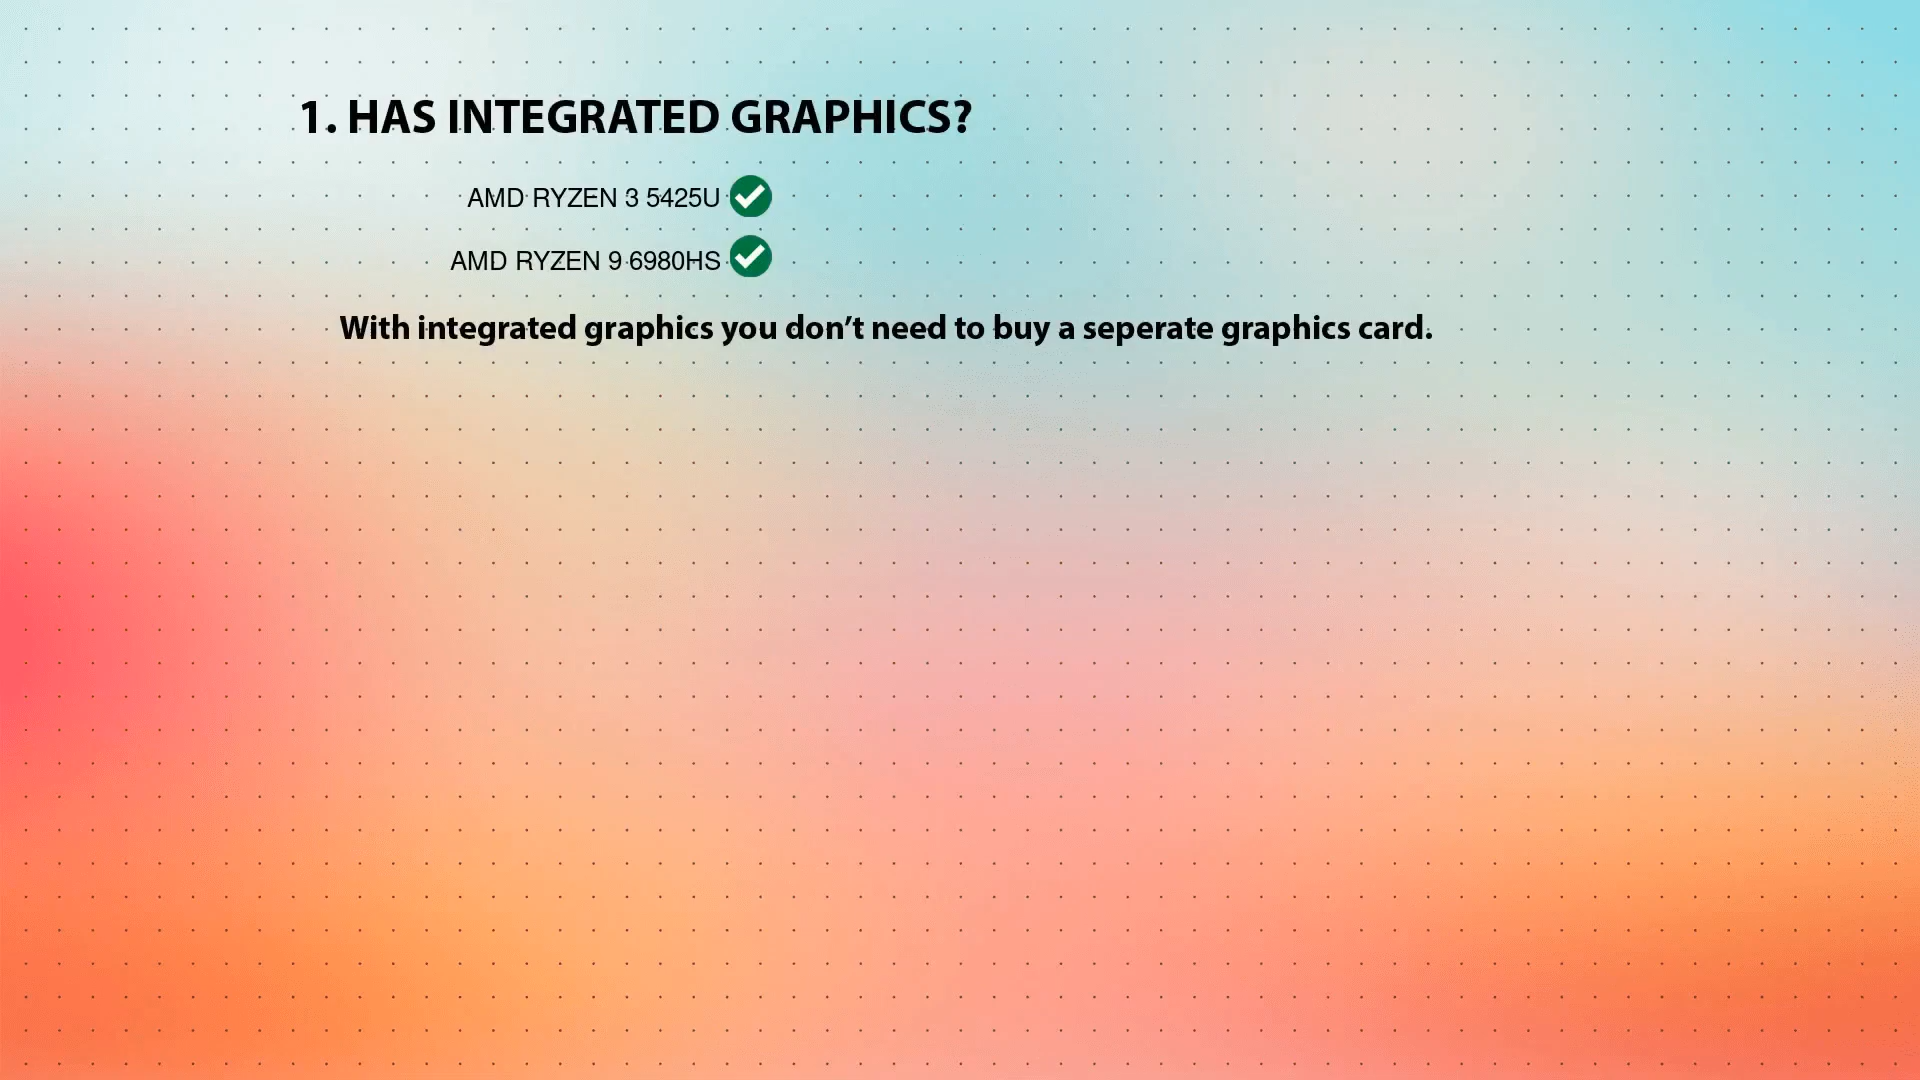 1. HAS INTEGRATED GRAPHICS?
AMD RYZEN 3 5425U
AMD RYZEN 9 6980HS
With integrated graphics you don’t need to buy a seperate graphics card.